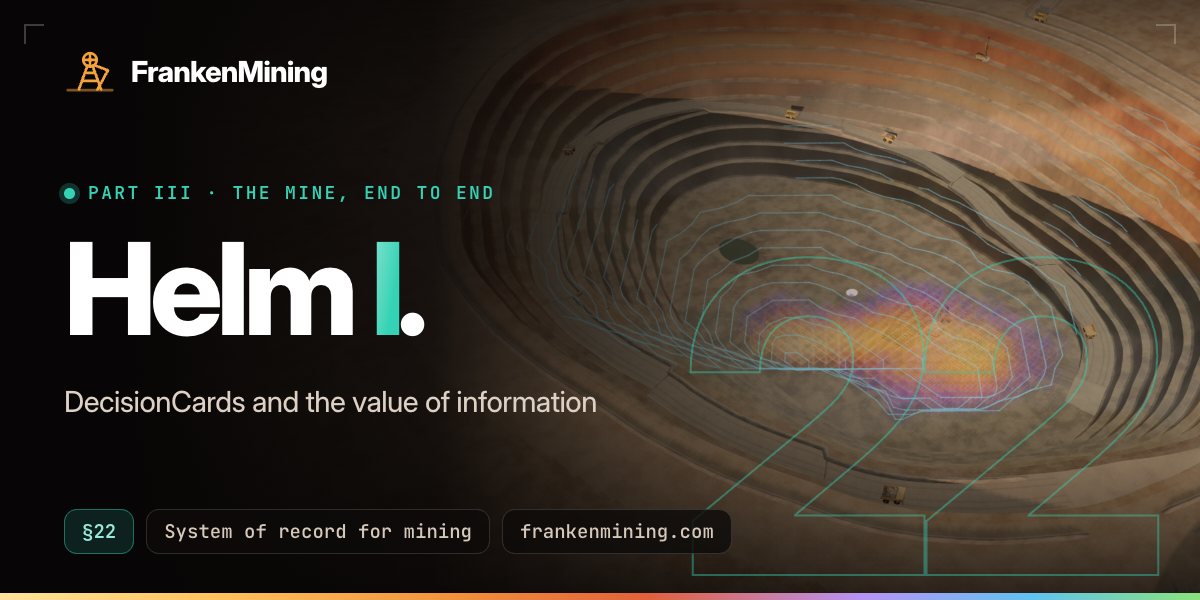 FrankenMining
PART III · THE MINE, END TO END
Helm I.
DecisionCards and the value of information
§22
System of record for mining
frankenmining.com
22